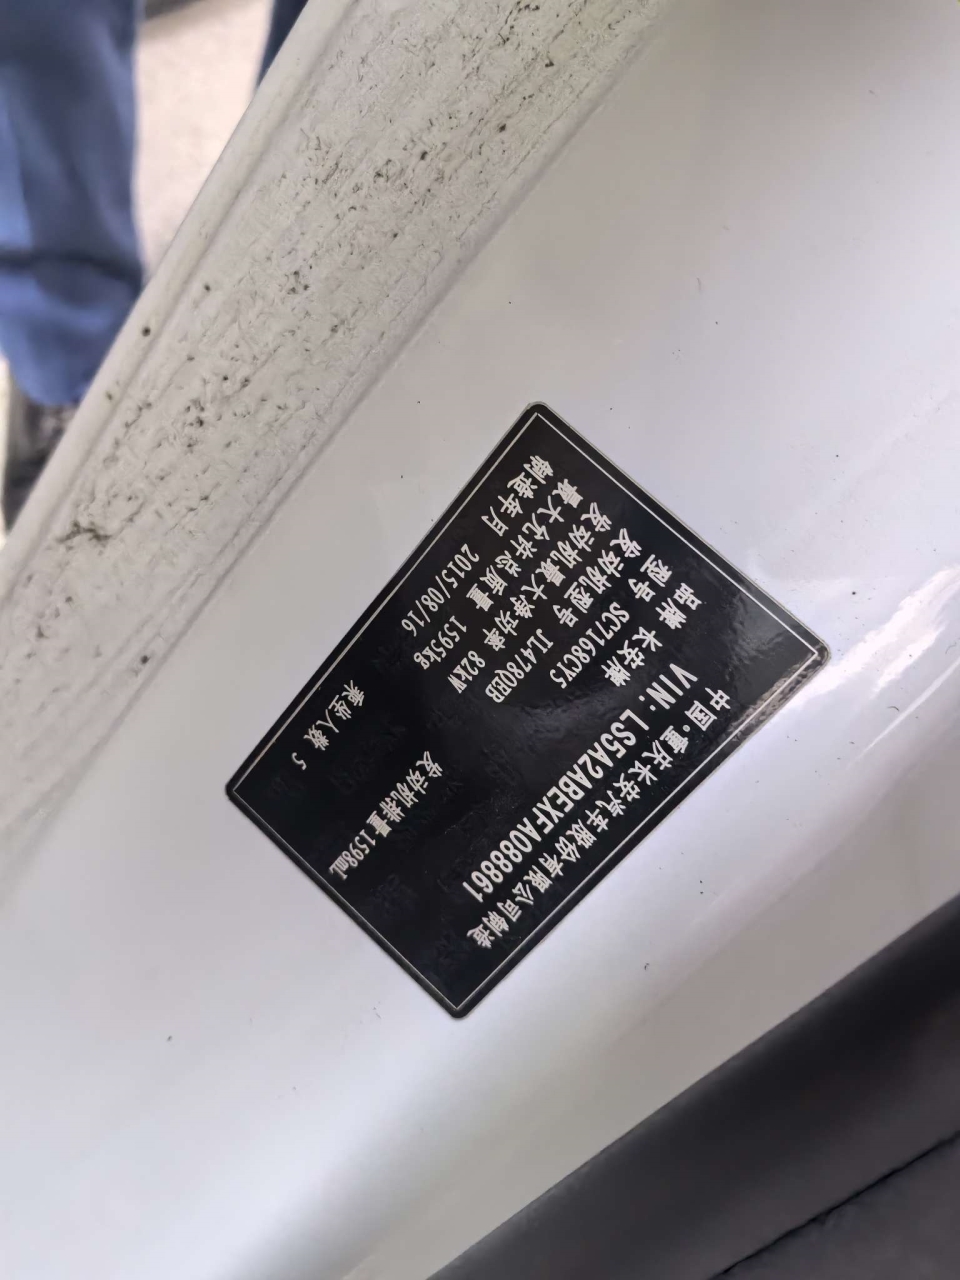 中国·重庆长安汽车股份有限公司制造
VIN: LS5A2ABEXFA088861
品牌 长安牌
型号 SC7168CY5
发动机型号 JL478QEB
发动机最大净功率 82kW 发动机排量 1598mL
最大允许总质量 1595kg
制造年月 2015/08/16 乘坐人数 5